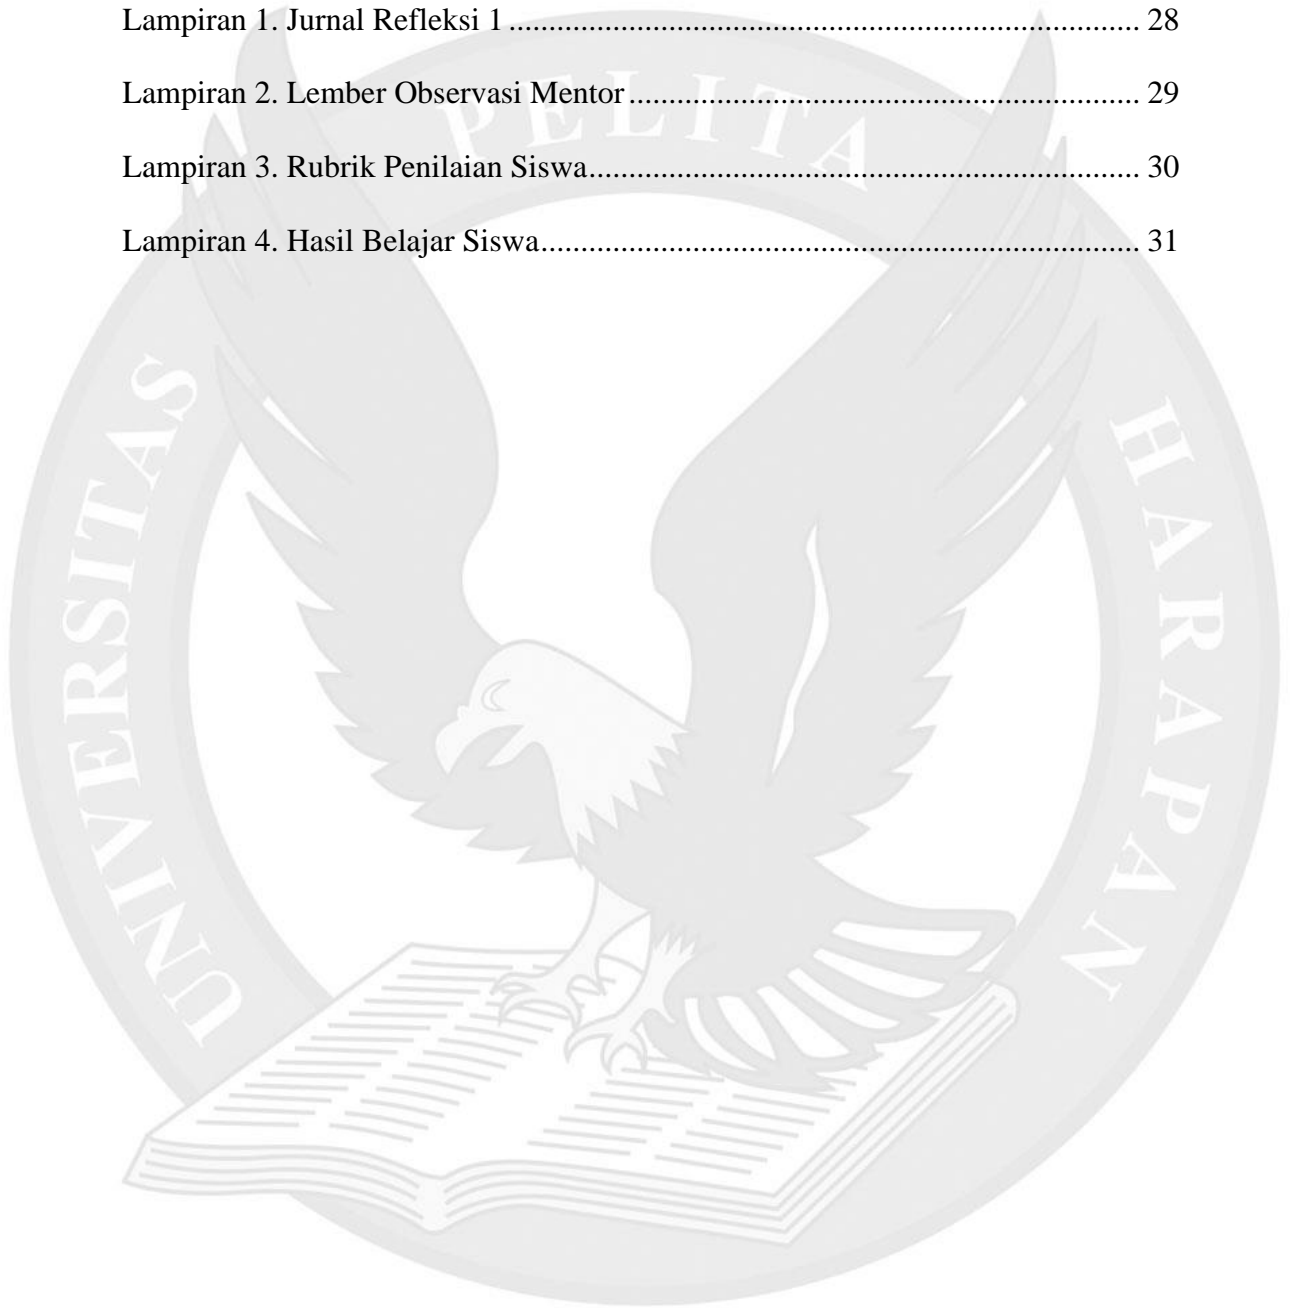 Lampiran 1. Jurnal Refleksi 1 ................................................................................ 28
Lampiran 2. Lember Observasi Mentor ................................................................ 29
Lampiran 3. Rubrik Penilaian Siswa..................................................................... 30
Lampiran 4. Hasil Belajar Siswa........................................................................... 31
UNIVERSITAS PELITA HARAPAN